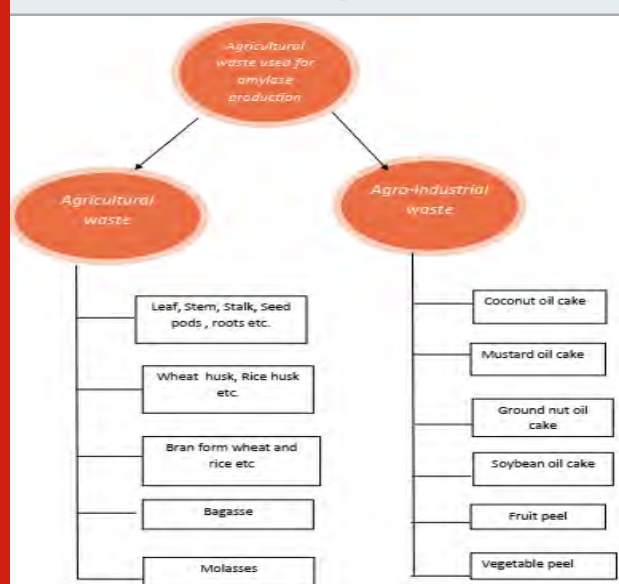 Agricultural
waste used for
amylase
production
Agricultural
waste
Agro-industrial
waste
Leaf, Stem, Stalk, Seed
pods , roots etc.
Wheat husk, Rice husk
etc.
Bran form wheat and
rice etc
Bagasse
Molasses
Coconut oil cake
Mustard oil cake
Ground nut oil
cake
Soybean oil cake
Fruit peel
Vegetable peel